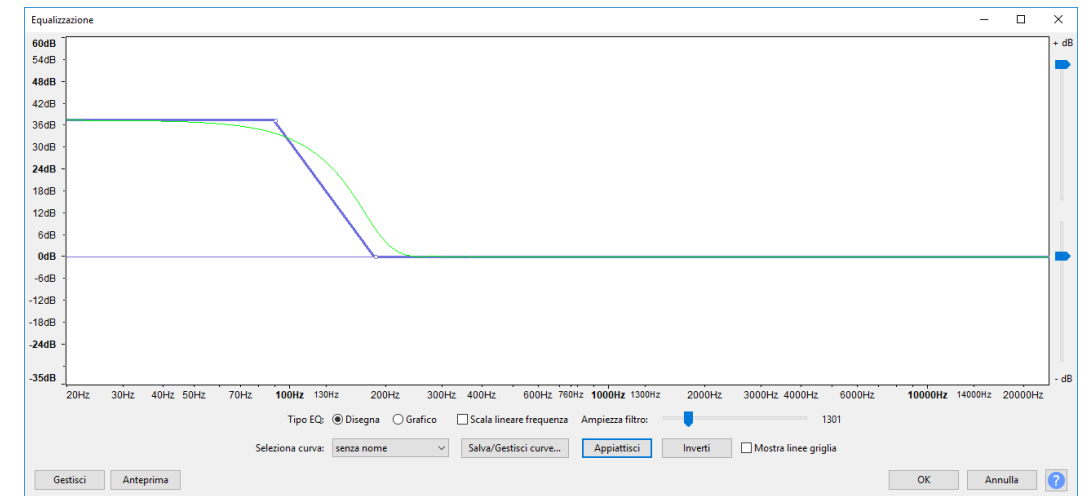 Equalizzazione
60dB
54dB
48dB
42dB
36dB
30dB
24dB
18dB
12dB
6dB
0dB
-6dB
-12dB
-18dB
-24dB
-35dB
+ dB
- dB
20Hz 30Hz 40Hz 50Hz 70Hz 100Hz 130Hz 200Hz 300Hz 400Hz 600Hz 760Hz 1000Hz 1300Hz 2000Hz 3000Hz 4000Hz 6000Hz 10000Hz 14000Hz 20000Hz
Tipo EQ: Disegna Grafico Scala lineare frequenza Ampiezza filtro: 1301
Seleziona curva: senza nome Salva/Gestisci curve... Appiattisci Inverti Mostra linee griglia
Gestisci Anteprima OK Annulla ?